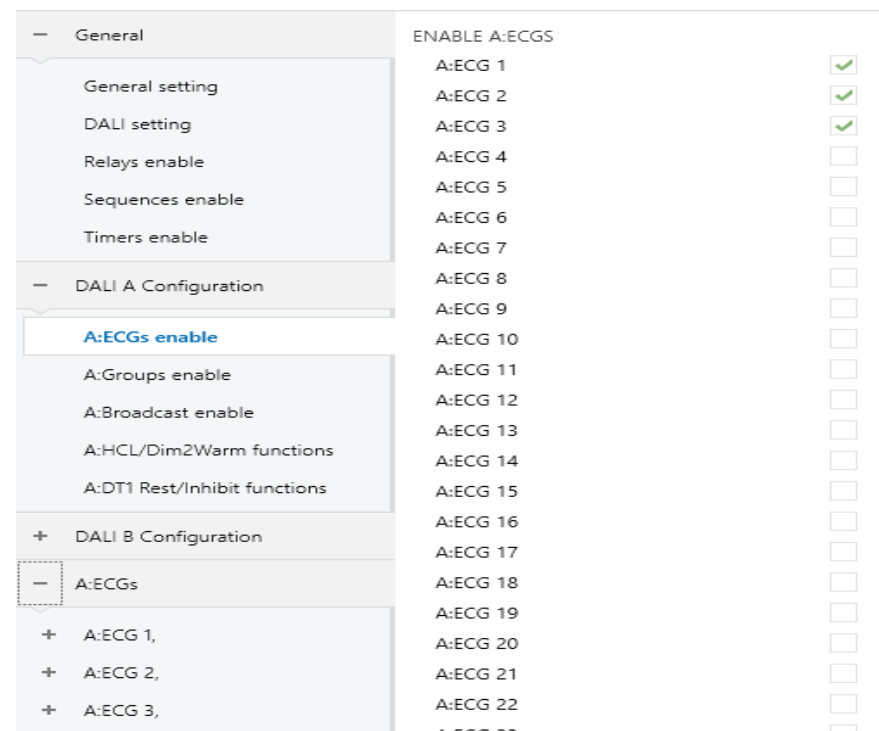 General
General setting
DALI setting
Relays enable
Sequences enable
Timers enable
DALI A Configuration
A:ECGs enable
A:Groups enable
A:Broadcast enable
A:HCL/Dim2Warm functions
A:DT1 Rest/Inhibit functions
DALI B Configuration
A:ECGs
A:ECG 1,
A:ECG 2,
A:ECG 3,
ENABLE A:ECGS
A:ECG 1
A:ECG 2
A:ECG 3
A:ECG 4
A:ECG 5
A:ECG 6
A:ECG 7
A:ECG 8
A:ECG 9
A:ECG 10
A:ECG 11
A:ECG 12
A:ECG 13
A:ECG 14
A:ECG 15
A:ECG 16
A:ECG 17
A:ECG 18
A:ECG 19
A:ECG 20
A:ECG 21
A:ECG 22